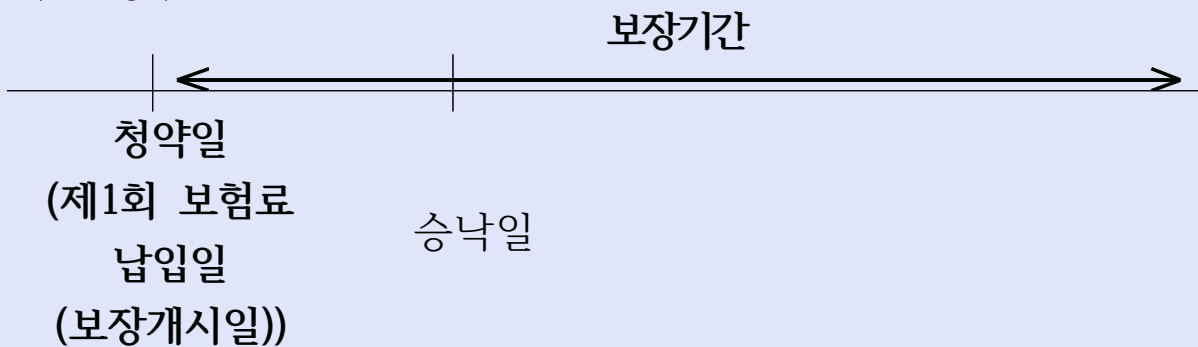 보장기간
청약일
(제1회 보험료
납입일
(보장개시일))
승낙일